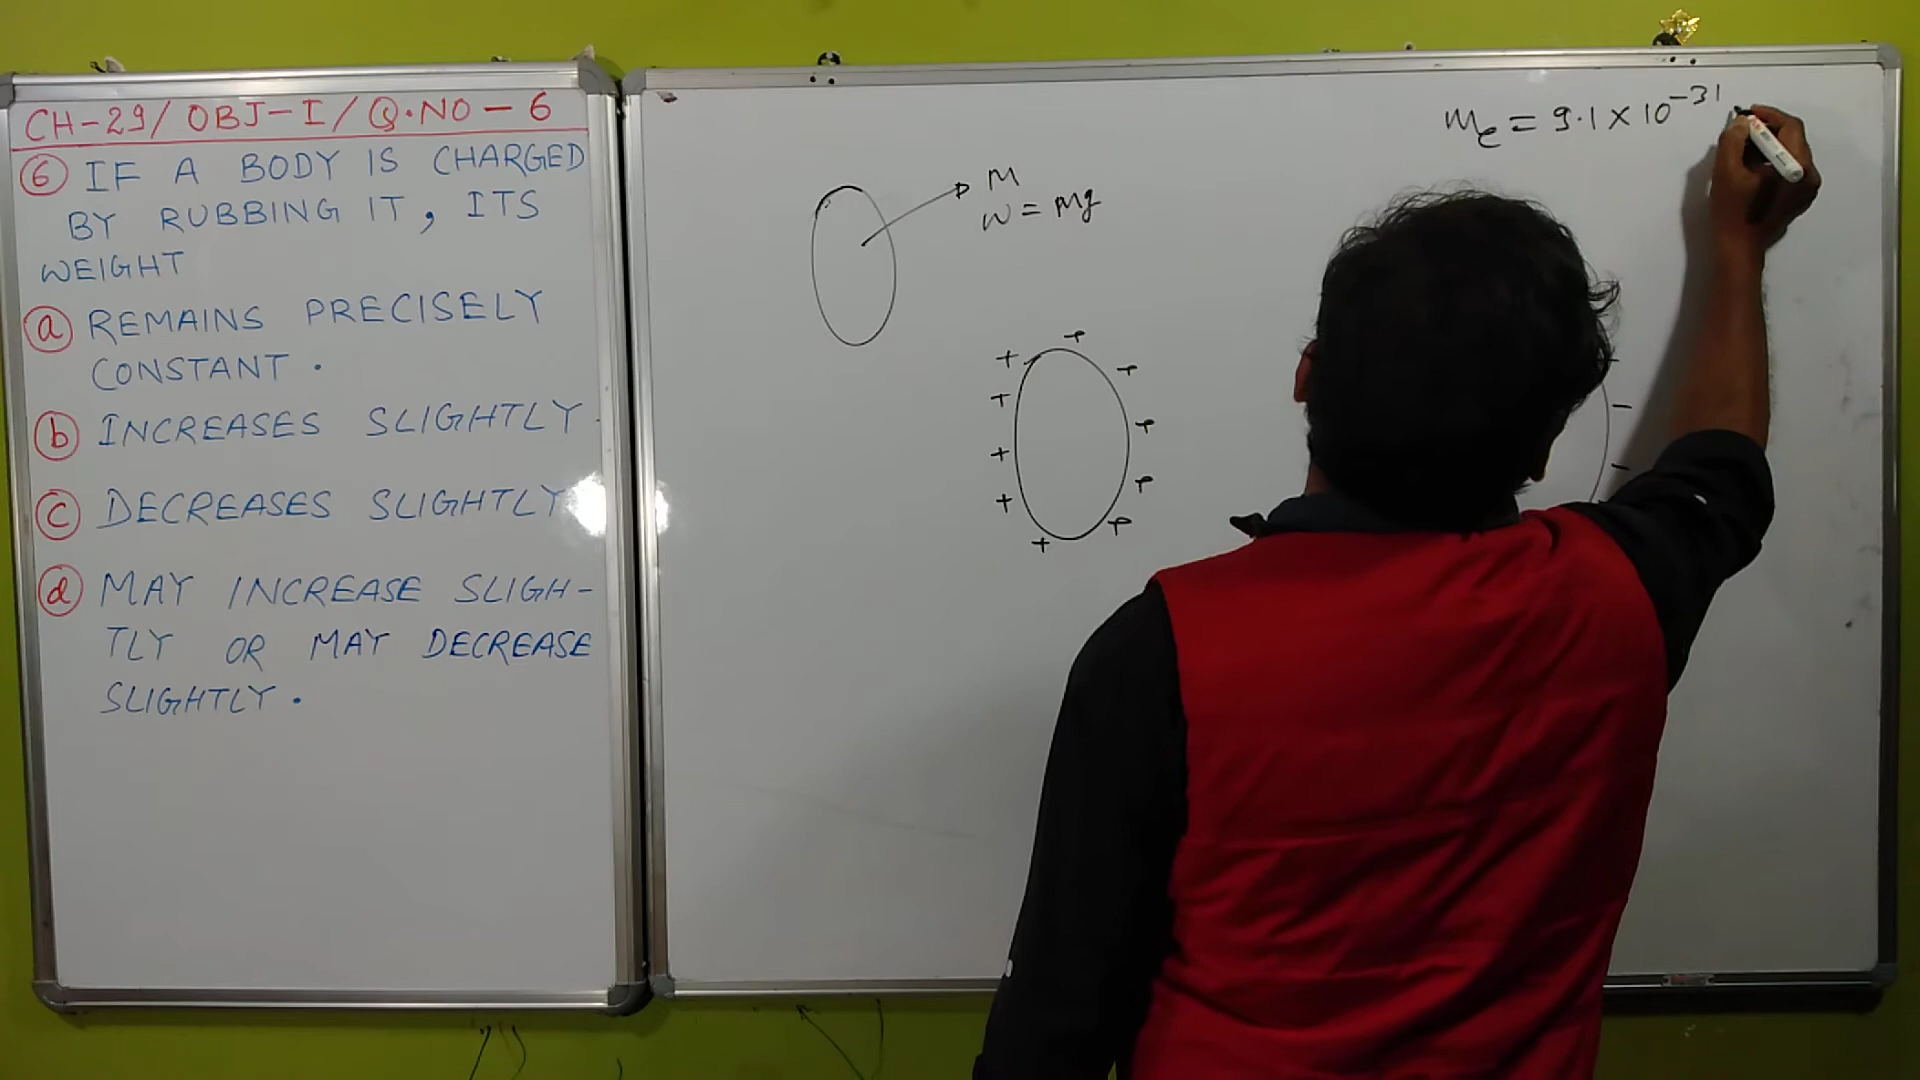 CH-29/OBJ-I/Q.NO-6
6 IF A BODY IS CHARGED
BY RUBBING IT, ITS
WEIGHT
a REMAINS PRECISELY
CONSTANT.
b INCREASES SLIGHTLY.
c DECREASES SLIGHTLY
d MAY INCREASE SLIGH-
TLY OR MAY DECREASE
SLIGHTLY.
M
W = Mg
+ + +
+
+ +
+ +
+ +
+
-
-
me = 9.1 × 10^-31